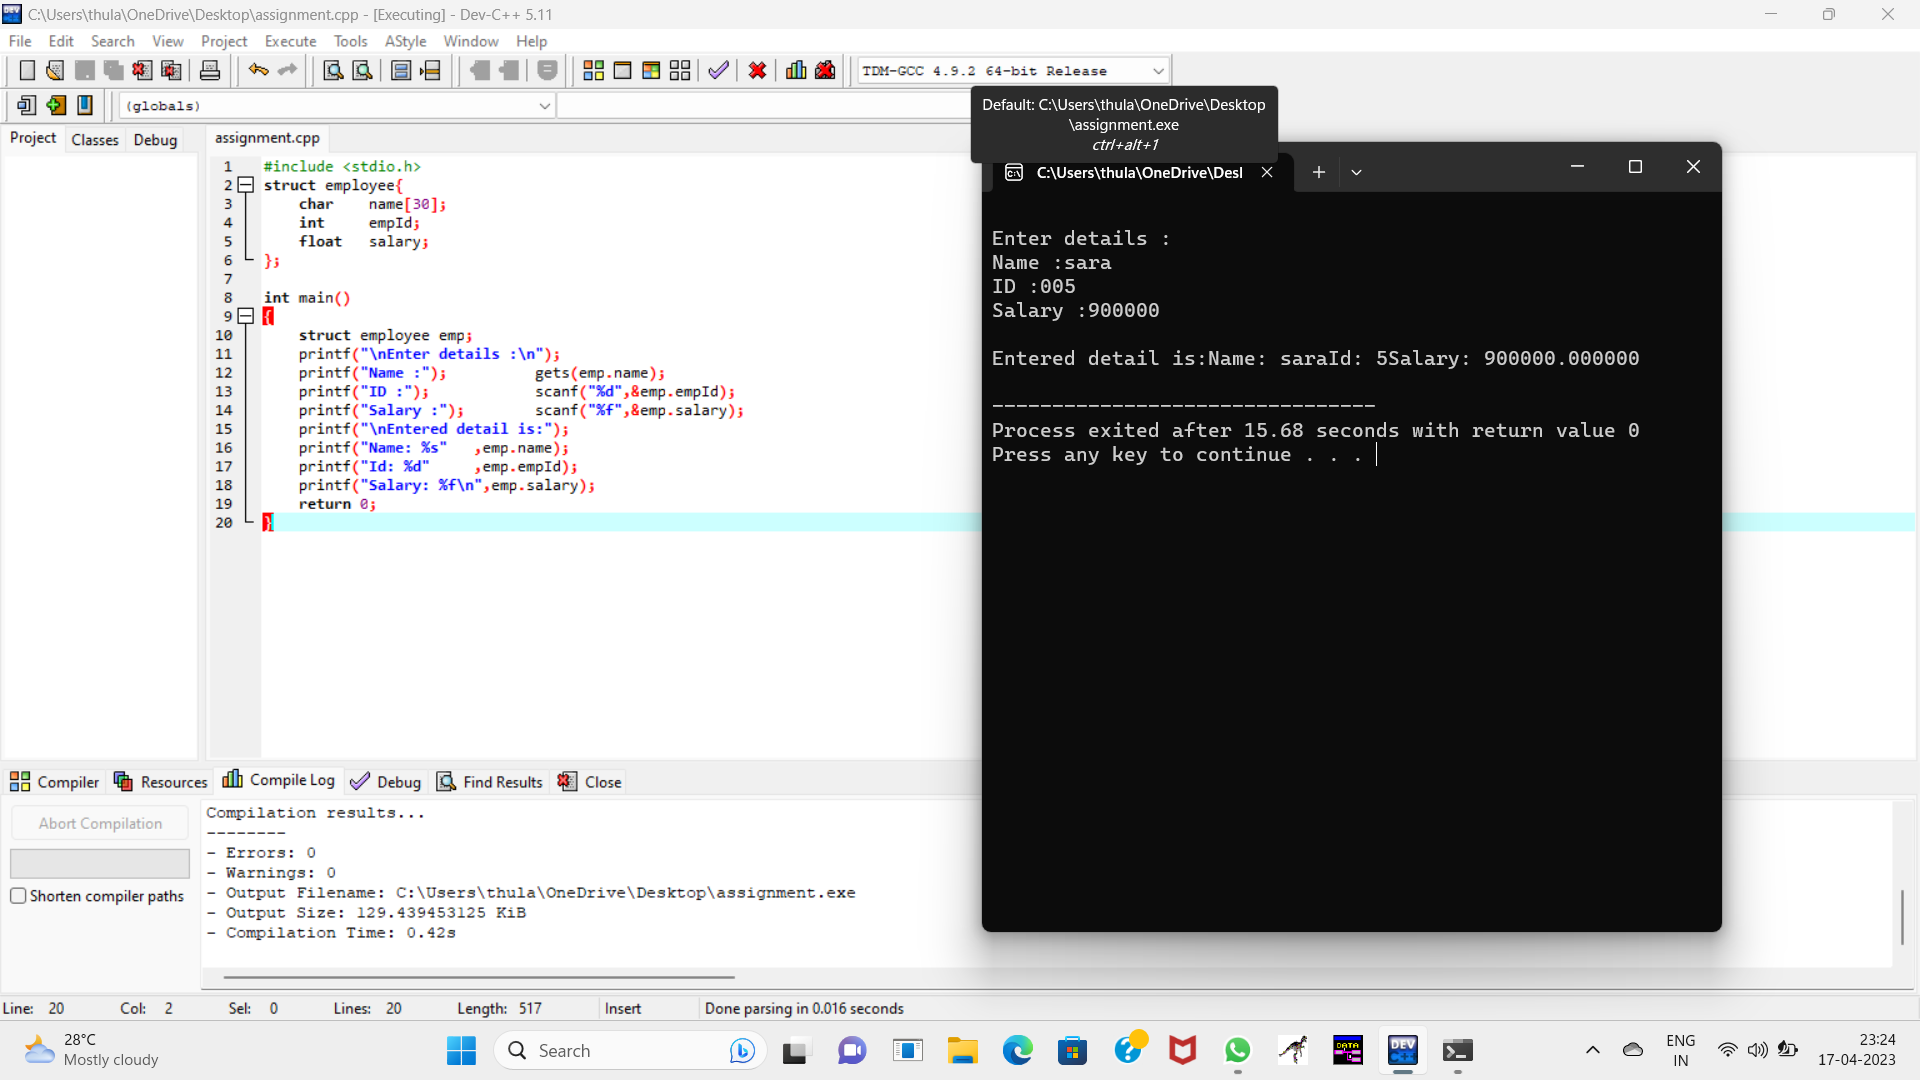 C:\Users\thula\OneDrive\Desktop\assignment.cpp - [Executing] - Dev-C++ 5.11
File Edit Search View Project Execute Tools AStyle Window Help
TDM-GCC 4.9.2 64-bit Release
(globals)
Default: C:\Users\thula\OneDrive\Desktop
\assignment.exe
ctrl+alt+1
Project Classes Debug
assignment.cpp
1 #include <stdio.h>
2 struct employee{
3 char name[30];
4 int empId;
5 float salary;
6 };
7
8 int main()
9 {
10 struct employee emp;
11 printf("\nEnter details :\n");
12 printf("Name :"); gets(emp.name);
13 printf("ID :"); scanf("%d",&emp.empId);
14 printf("Salary :"); scanf("%f",&emp.salary);
15 printf("\nEntered detail is:");
16 printf("Name: %s" ,emp.name);
17 printf("Id: %d" ,emp.empId);
18 printf("Salary: %f\n",emp.salary);
19 return 0;
20 }
C:\Users\thula\OneDrive\Desl
Enter details :
Name :sara
ID :005
Salary :900000
Entered detail is:Name: saraId: 5Salary: 900000.000000
--------------------------------
Process exited after 15.68 seconds with return value 0
Press any key to continue . . .
Compiler Resources Compile Log Debug Find Results Close
Abort Compilation
Shorten compiler paths
Compilation results...
--------
- Errors: 0
- Warnings: 0
- Output Filename: C:\Users\thula\OneDrive\Desktop\assignment.exe
- Output Size: 129.439453125 KiB
- Compilation Time: 0.42s
Line: 20 Col: 2 Sel: 0 Lines: 20 Length: 517 Insert Done parsing in 0.016 seconds
28°C
Mostly cloudy
Search
DATA
DEV
C++
ENG
IN
23:24
17-04-2023